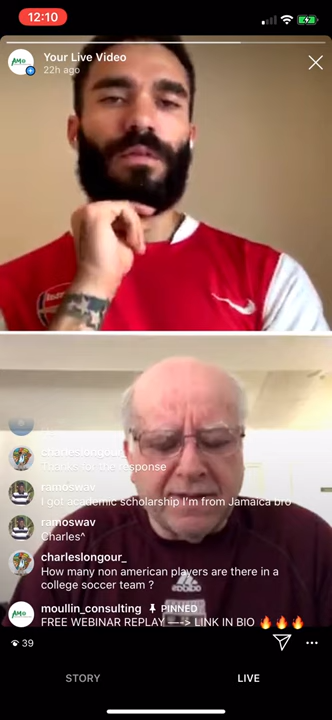 12:10
Your Live Video
22h ago
charleslongour_
Thanks for the response
ramoswav
I got academic scholarship I'm from Jamaica bro
ramoswav
Charles^
charleslongour_
How many non american players are there in a
college soccer team ?
adidas
moullin_consulting PINNED
FREE WEBINAR REPLAY ----> LINK IN BIO 🔥🔥🔥
39
STORY
LIVE